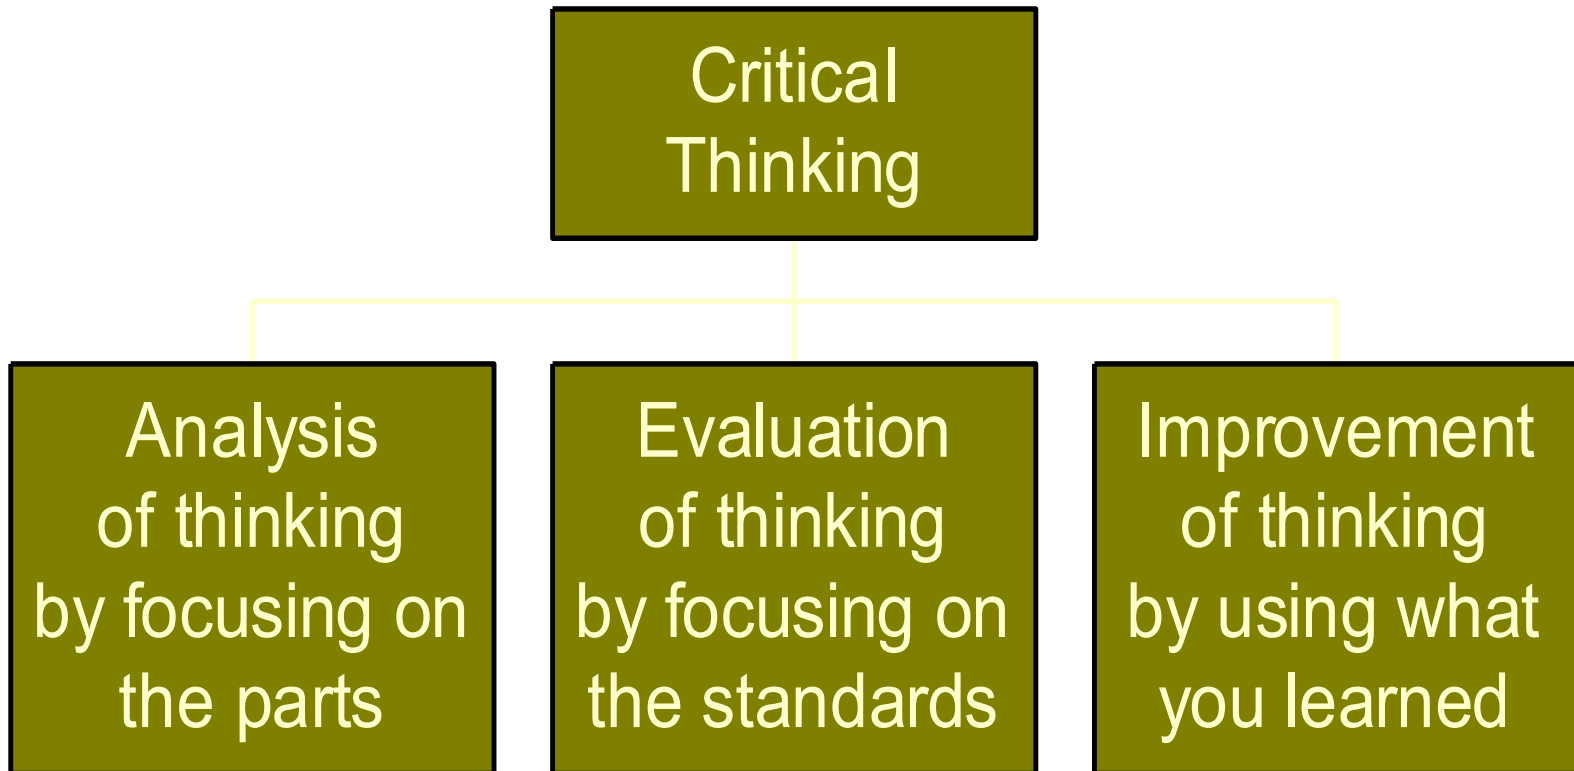 Critical
Thinking
Analysis
of thinking
by focusing on
the parts
Evaluation
of thinking
by focusing on
the standards
Improvement
of thinking
by using what
you learned